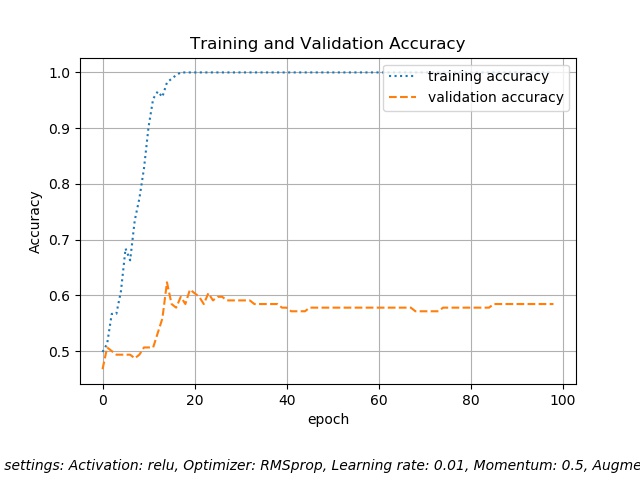 Training and Validation Accuracy
training accuracy
validation accuracy
1.0
0.9
0.8
0.7
0.6
0.5
Accuracy
0 20 40 60 80 100
epoch
settings: Activation: relu, Optimizer: RMSprop, Learning rate: 0.01, Momentum: 0.5, Augme